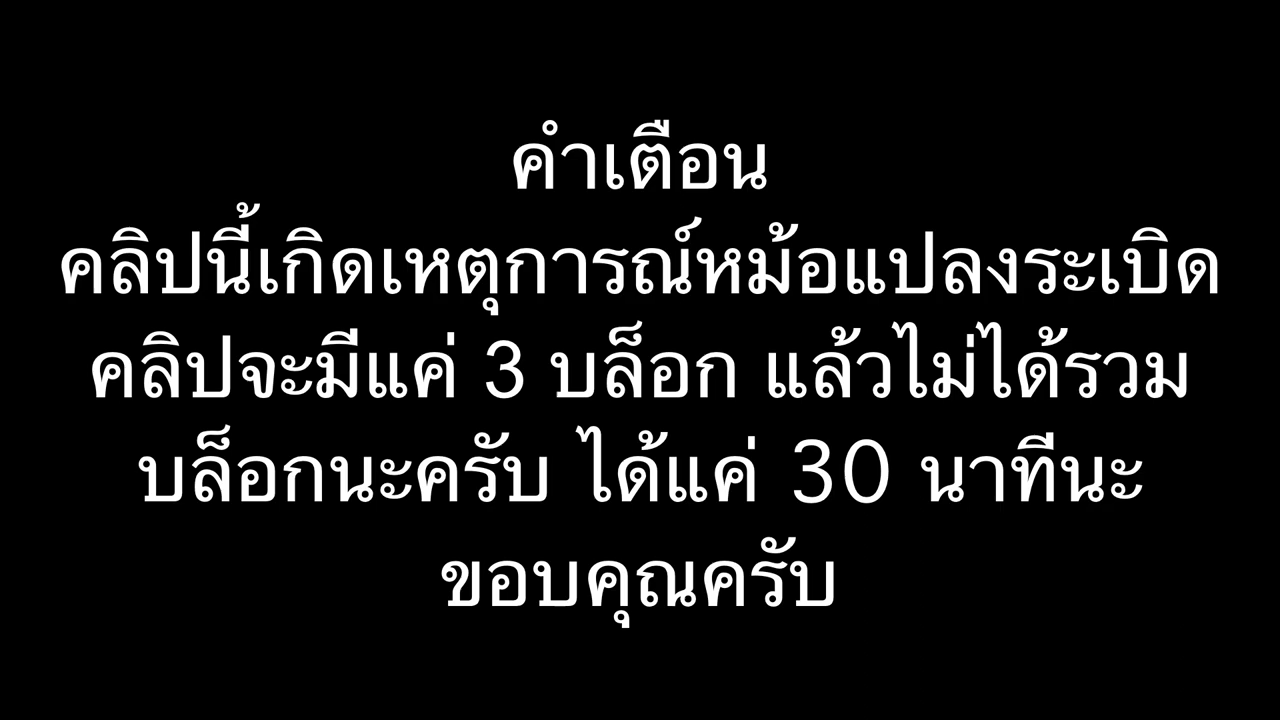 คำเตือน
คลิปนี้เกิดเหตุการณ์หม้อแปลงระเบิด
คลิปจะมีแค่ 3 บล็อก แล้วไม่ได้รวม
บล็อกนะครับ ได้แค่ 30 นาทีนะ
ขอบคุณครับ